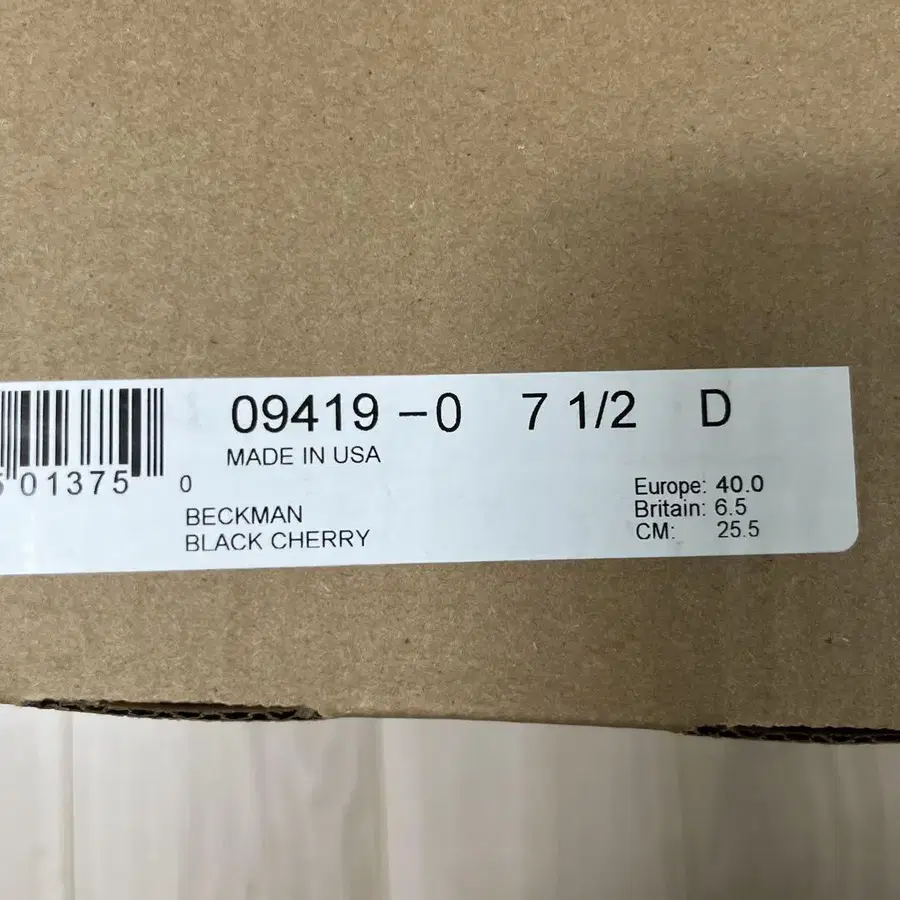 09419 -0 7 1/2 D
MADE IN USA
01375 0
BECKMAN
BLACK CHERRY
Europe: 40.0
Britain: 6.5
CM: 25.5